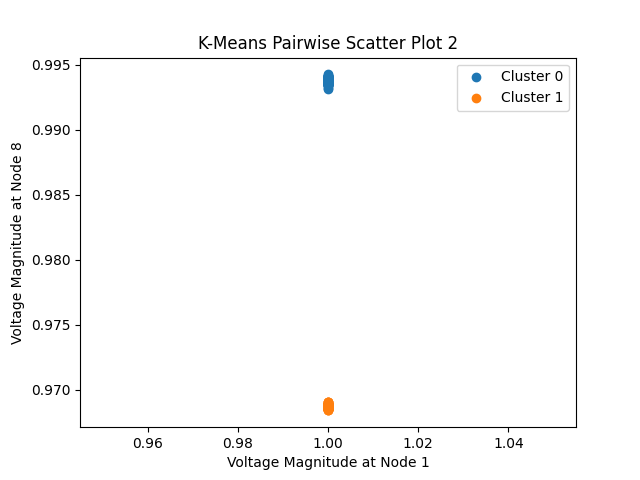 K-Means Pairwise Scatter Plot 2
Cluster 0
Cluster 1
Voltage Magnitude at Node 8
0.995
0.990
0.985
0.980
0.975
0.970
0.96
0.98
1.00
1.02
1.04
Voltage Magnitude at Node 1